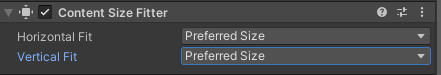 Content Size Fitter
Horizontal Fit Preferred Size
Vertical Fit Preferred Size